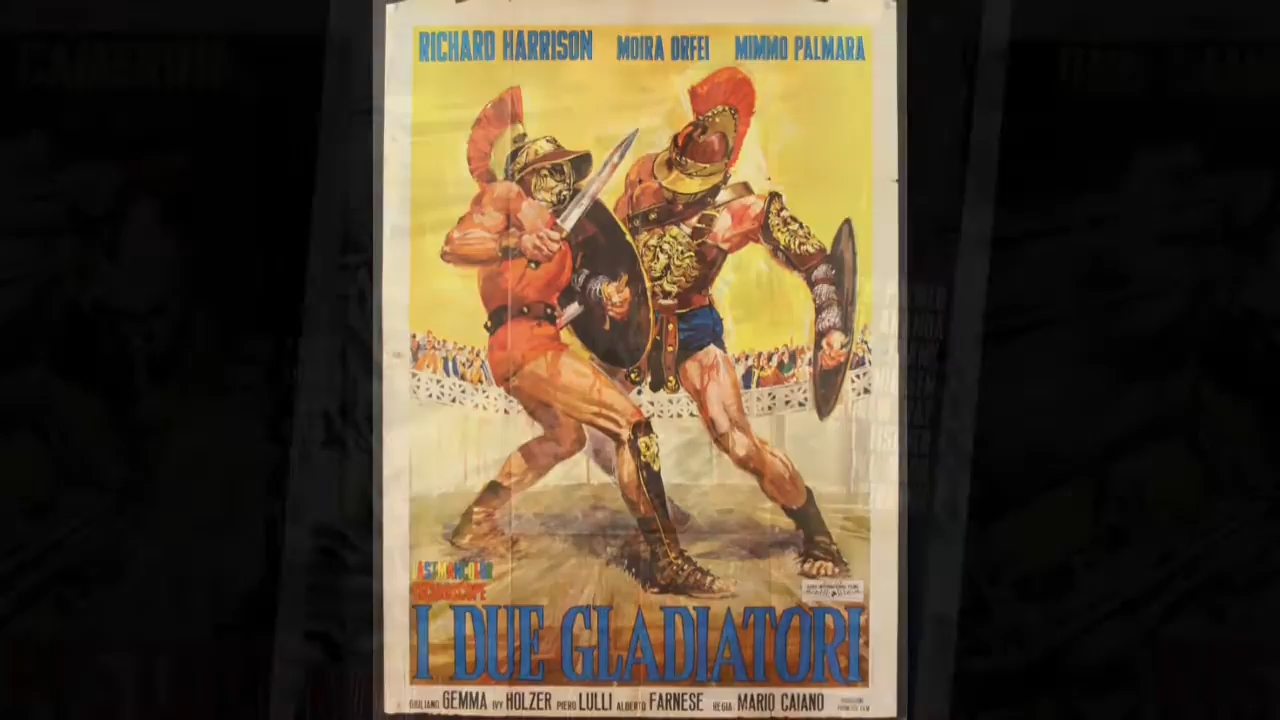 RICHARD HARRISON MOIRA ORFEI MIMMO PALMARA
I DUE GLADIATORI
GIULIANO GEMMA IVY HOLZER PIERO LULLI ALBERTO FARNESE REGIA MARIO CAIANO